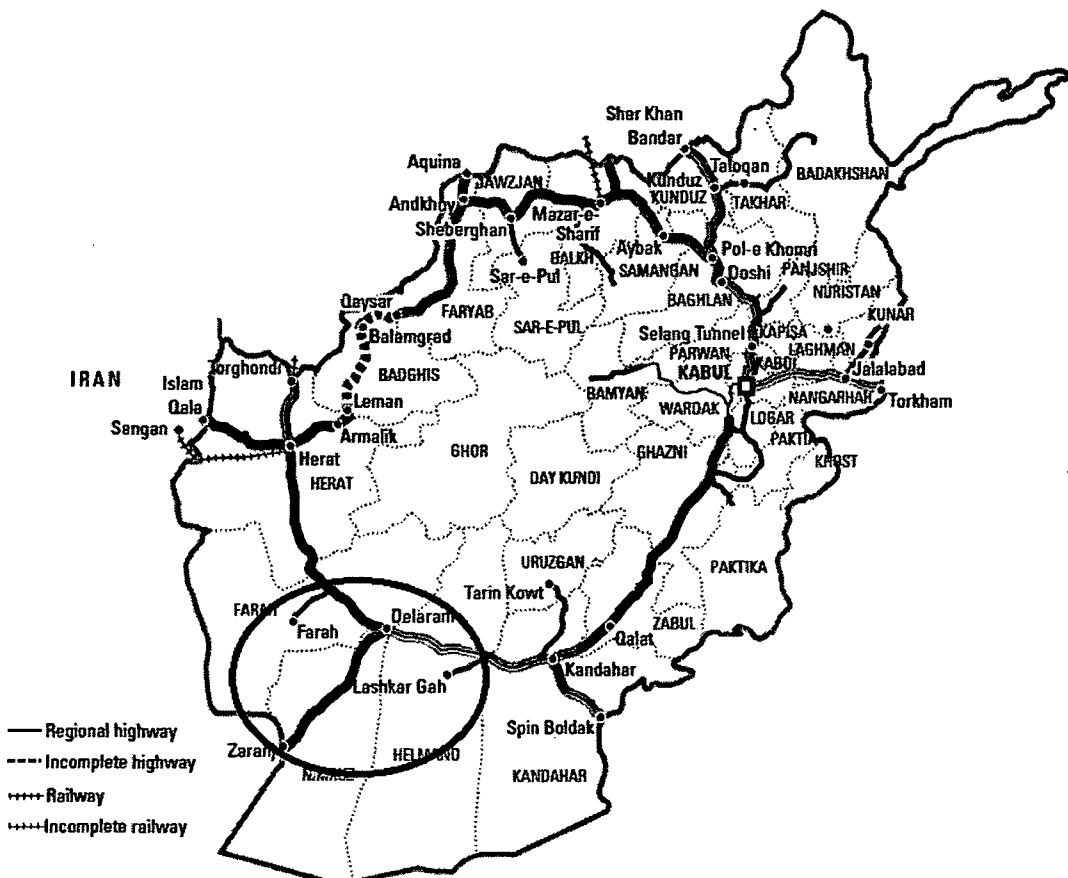 Sher Khan
Bandar
Aquina
JAWZJAN
Taloqan
BADAKHSHAN
Kunduz
KUNDUZ
TAKHAR
Andkhoy
Mazar-e-
Sharif
Sheberghan
Aybak
Pol-e Khomri
BALKH
SAMANGAN
PANJSHIR
Sar-e-Pul
Doshi
NURISTAN
BAGHLAN
Qaysar
FARYAB
KUNAR
SAR-E-PUL
Balamgrad
Selang Tunnel
KAPISA
LAGHMAN
PARWAN
Torghondi
BADGHIS
KABUL
Jalalabad
IRAN
Islam
Qala
BAMYAN
NANGARHAR
Torkham
Leman
WARDAK
LOGAR
Sangan
Armalik
PAKTIA
Herat
GHOR
GHAZNI
KHOST
HERAT
DAY KUNDI
URUZGAN
PAKTIKA
Tarin Kowt
FARAH
Delaram
ZABUL
Farah
Qalat
Kandahar
Lashkar Gah
Spin Boldak
Regional highway
Zaranj
HELMAND
Incomplete highway
KANDAHAR
Railway
Incomplete railway